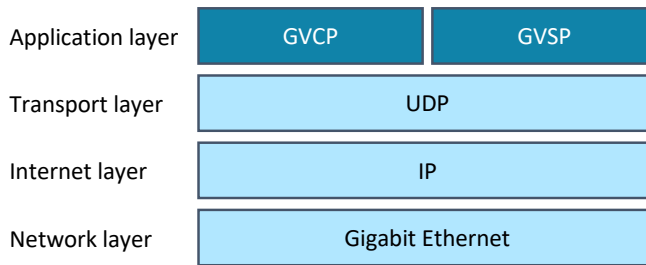 Application layer GVCP GVSP
Transport layer UDP
Internet layer IP
Network layer Gigabit Ethernet